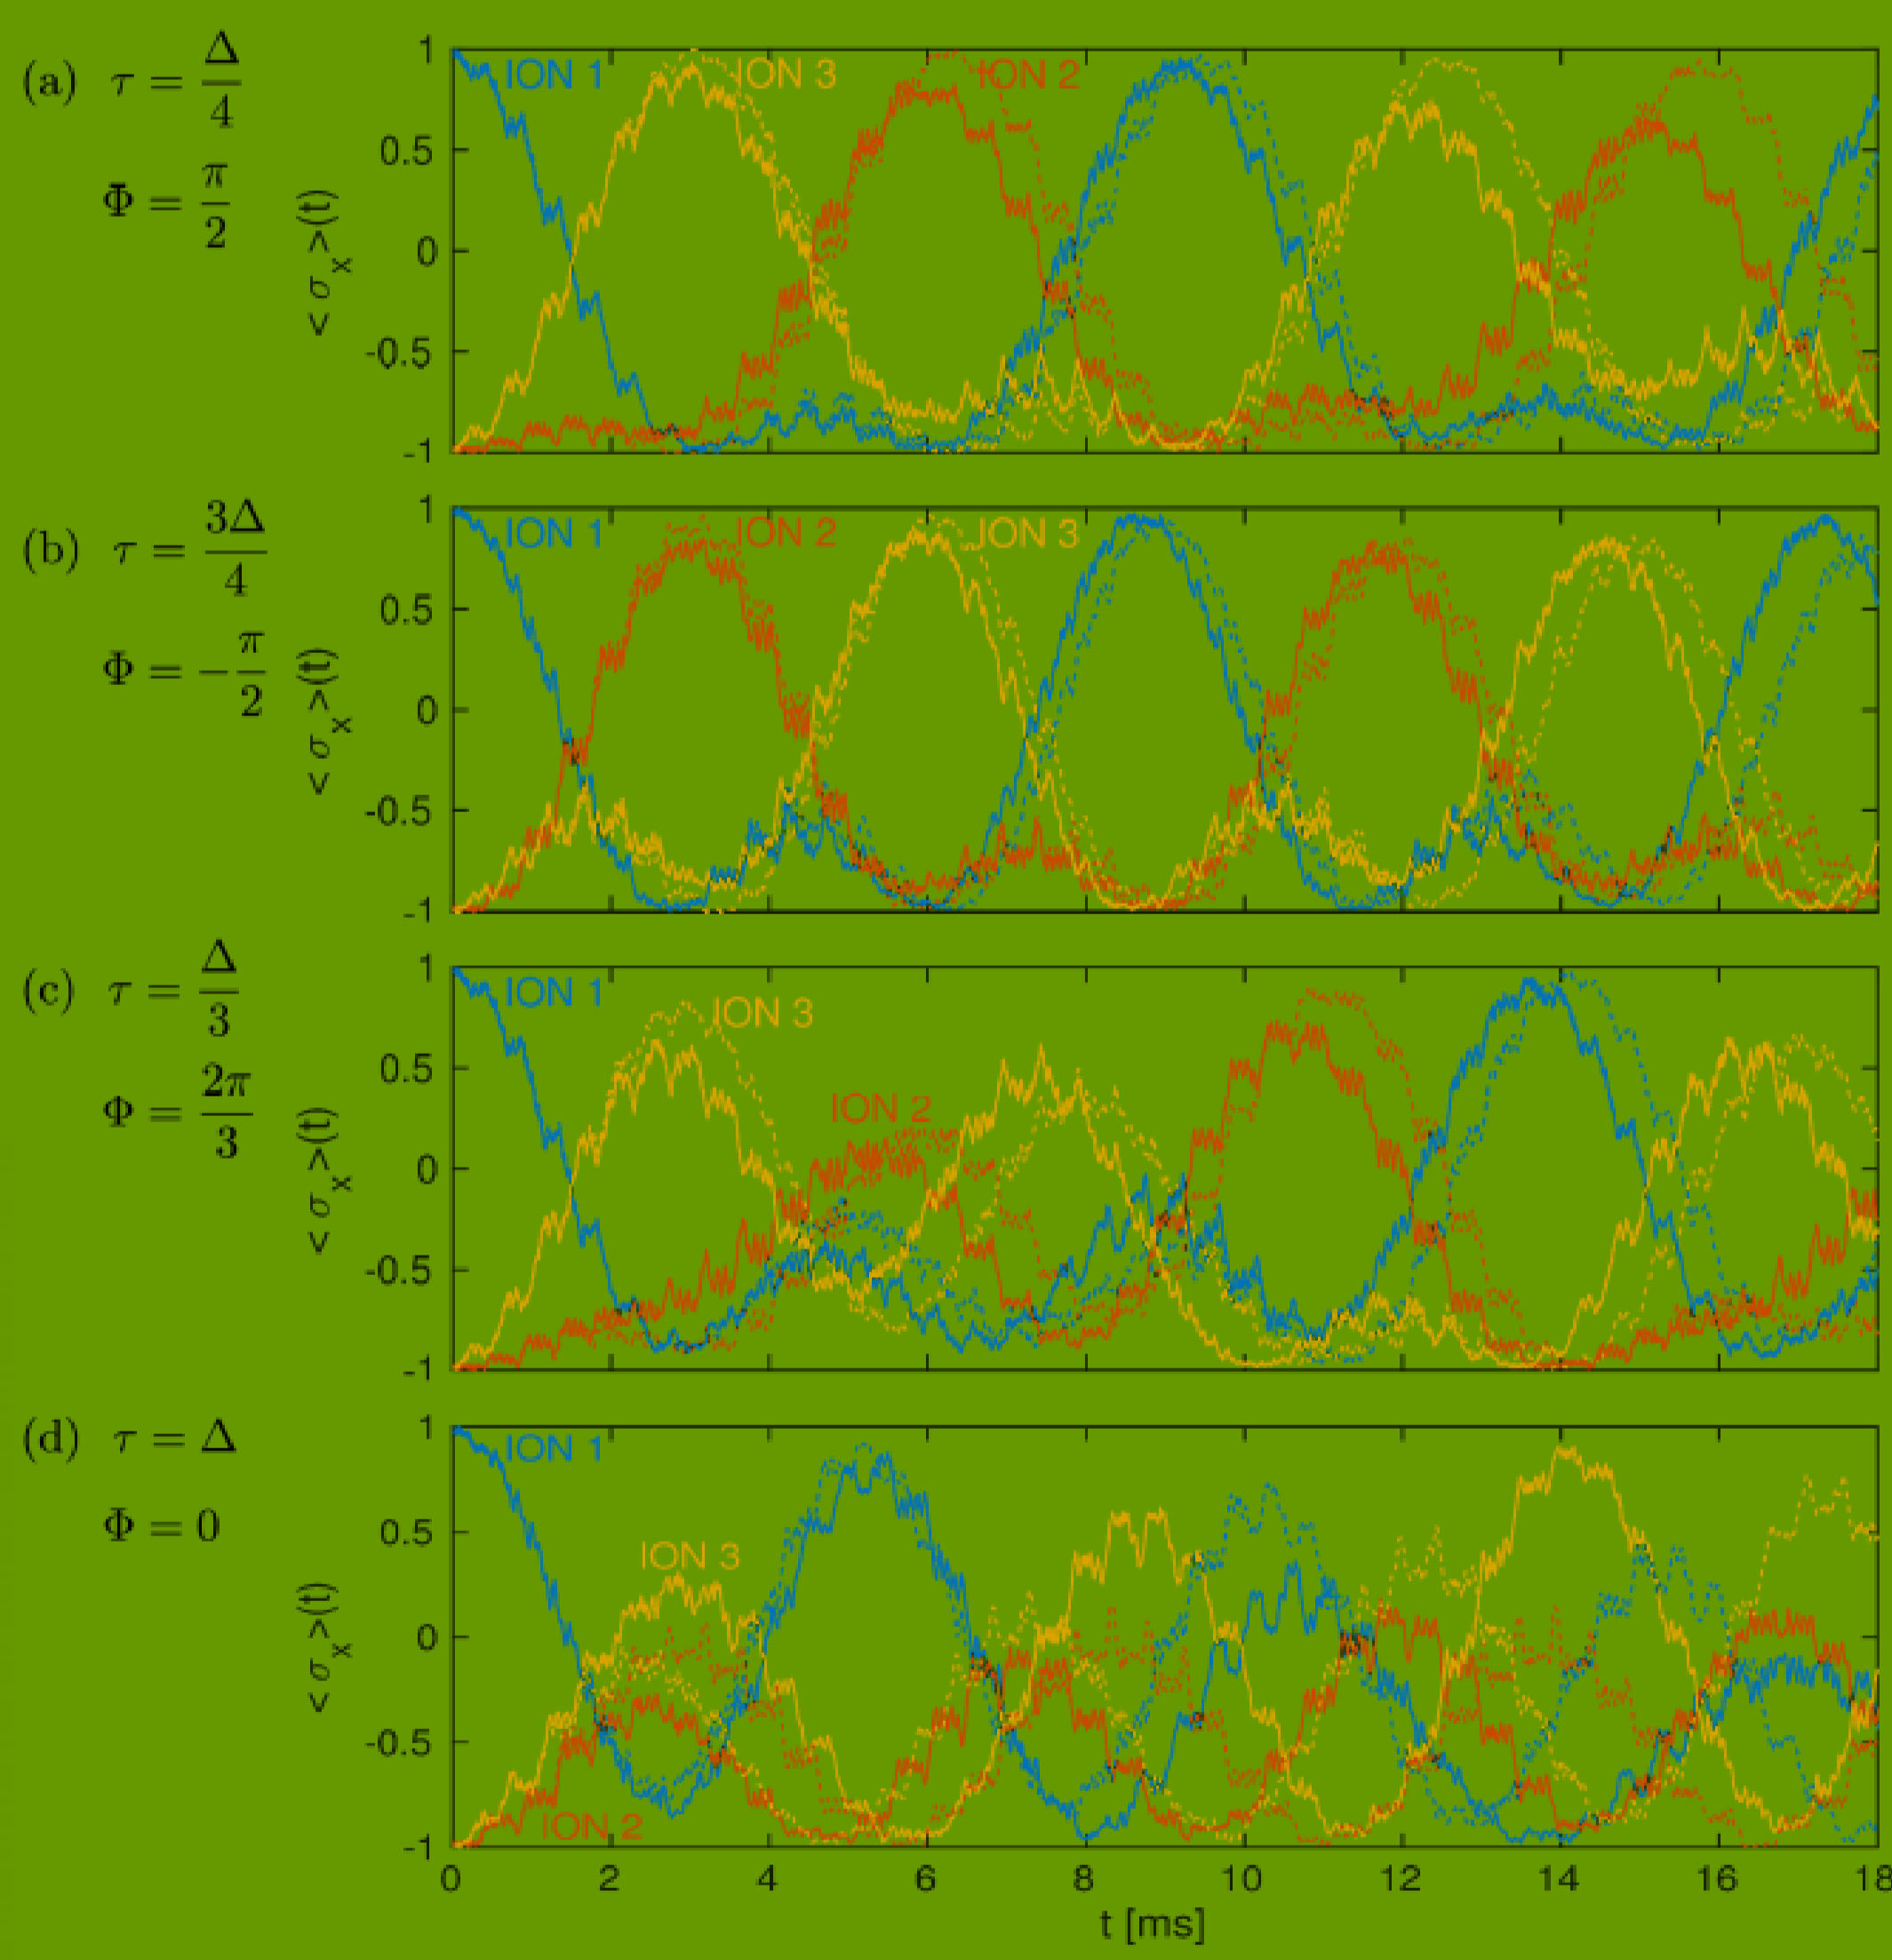 (a) τ = Δ/4
Φ = π/2
< σx >(t)
1
0.5
0
-0.5
-1
ION 1
ION 3
ION 2
(b) τ = 3Δ/4
Φ = −π/2
< σx >(t)
1
0.5
0
-0.5
-1
ION 1
ION 2
ION 3
(c) τ = Δ/3
Φ = 2π/3
< σx >(t)
1
0.5
0
-0.5
-1
ION 1
ION 3
ION 2
(d) τ = Δ
Φ = 0
< σx >(t)
1
0.5
0
-0.5
-1
ION 1
ION 3
ION 2
0 2 4 6 8 10 12 14 16 18
t [ms]